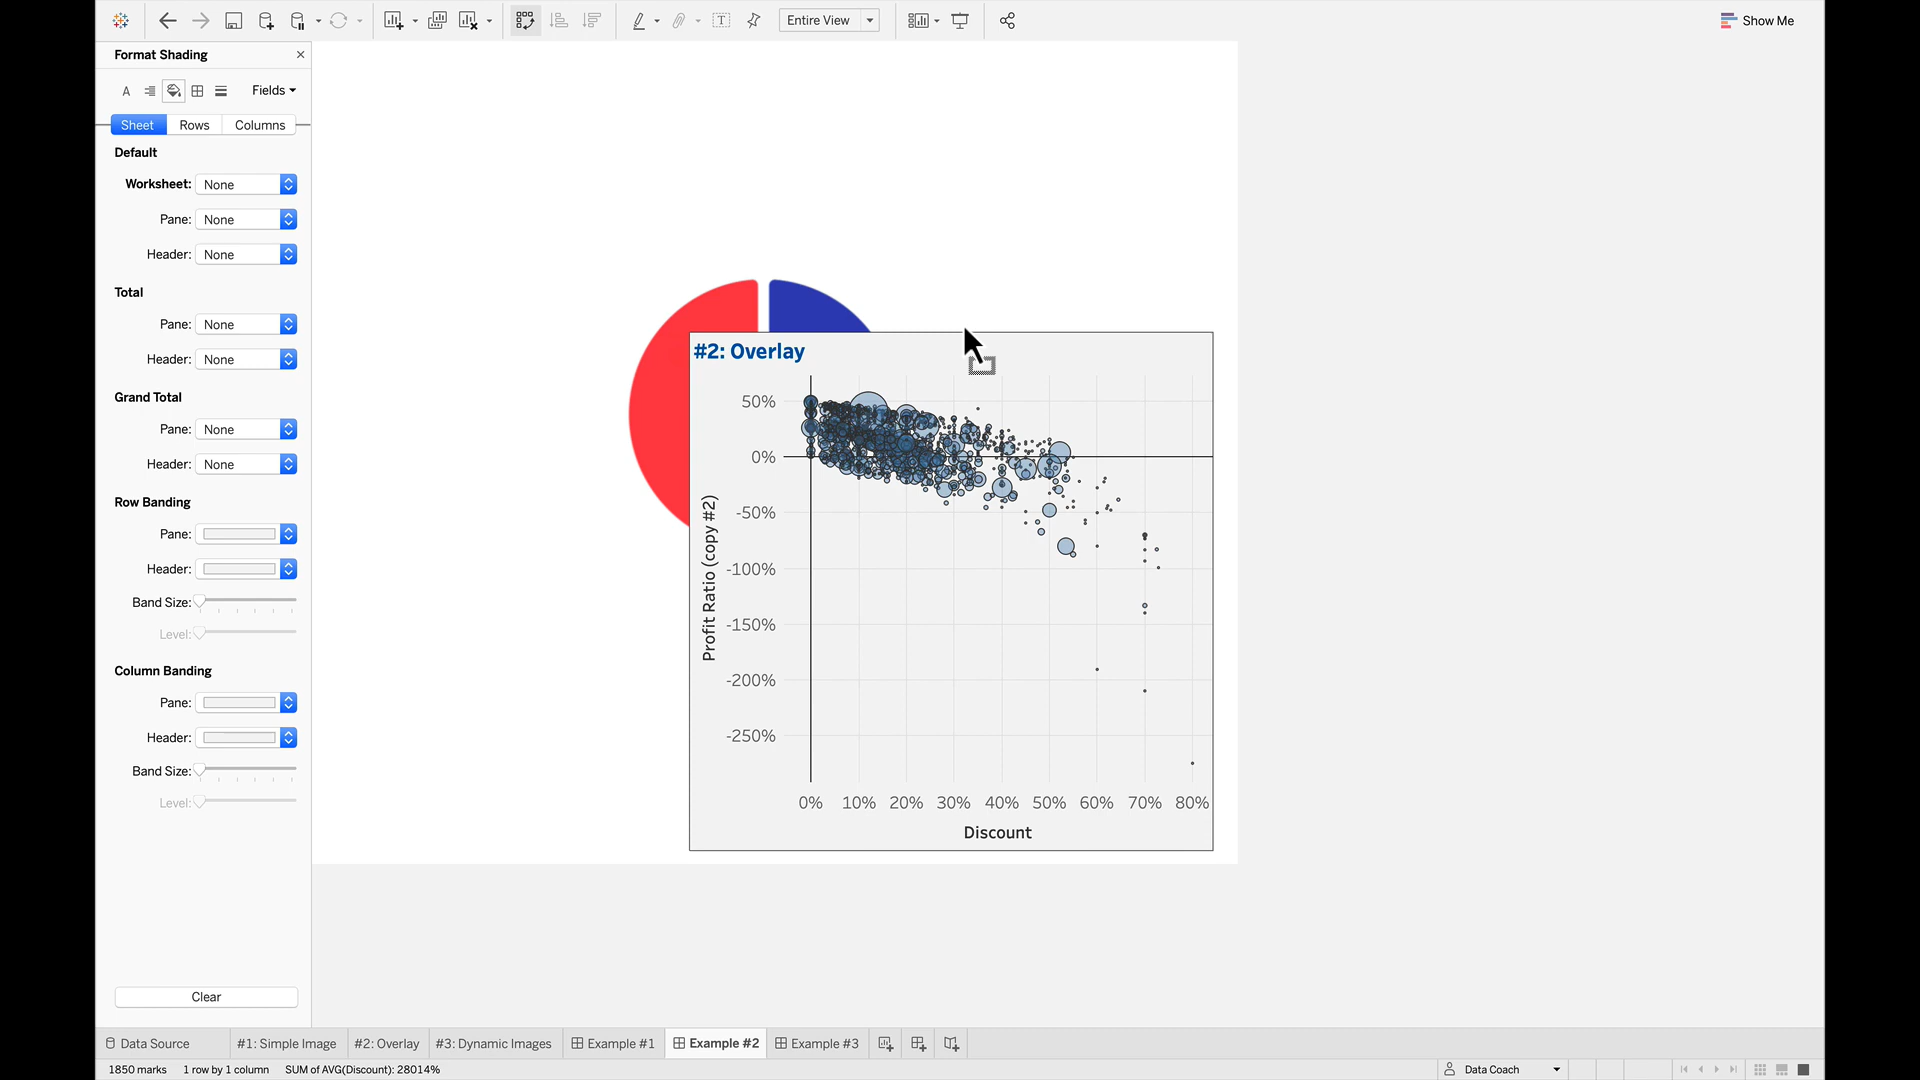 Entire View
Show Me
Format Shading
A
Fields
Sheet
Rows
Columns
Default
Worksheet: None
Pane: None
Header: None
Total
Pane: None
Header: None
Grand Total
Pane: None
Header: None
Row Banding
Pane:
Header:
Band Size:
Level:
Column Banding
Pane:
Header:
Band Size:
Level:
Clear
#2: Overlay
50%
0%
-50%
-100%
-150%
-200%
-250%
Profit Ratio (copy #2)
0% 10% 20% 30% 40% 50% 60% 70% 80%
Discount
Data Source
#1: Simple Image
#2: Overlay
#3: Dynamic Images
Example #1
Example #2
Example #3
1850 marks
1 row by 1 column
SUM of AVG(Discount): 28014%
Data Coach